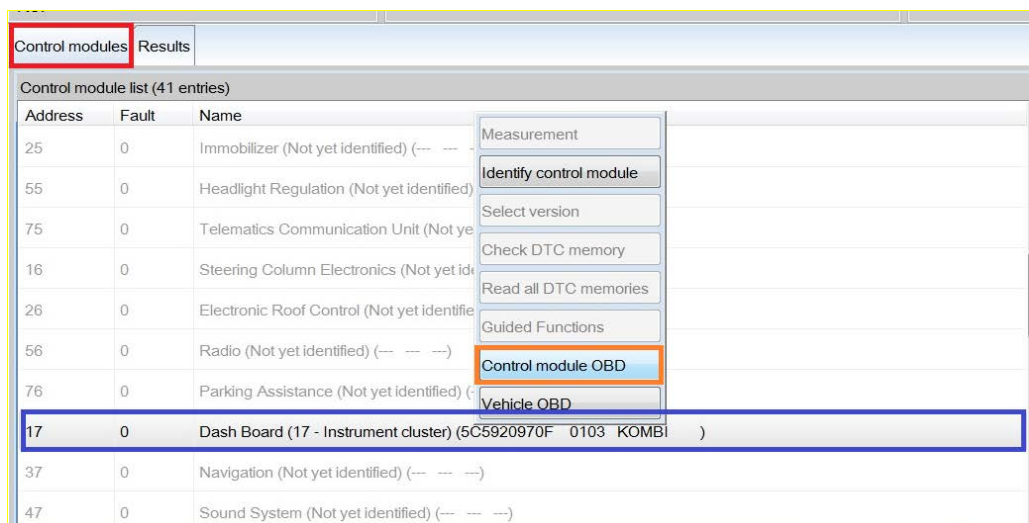 Control modules Results
Control module list (41 entries)
Address Fault Name
Measurement
25 0 Immobilizer (Not yet identified) (--- ---
Identify control module
55 0 Headlight Regulation (Not yet identified)
Select version
75 0 Telematics Communication Unit (Not ye
Check DTC memory
16 0 Steering Column Electronics (Not yet ide
Read all DTC memories
26 0 Electronic Roof Control (Not yet identifie
Guided Functions
56 0 Radio (Not yet identified) (--- --- ---)
Control module OBD
76 0 Parking Assistance (Not yet identified) (-
Vehicle OBD
17 0 Dash Board (17 - Instrument cluster) (5C5920970F 0103 KOMBI )
37 0 Navigation (Not yet identified) (--- --- ---)
47 0 Sound System (Not yet identified) (--- --- ---)